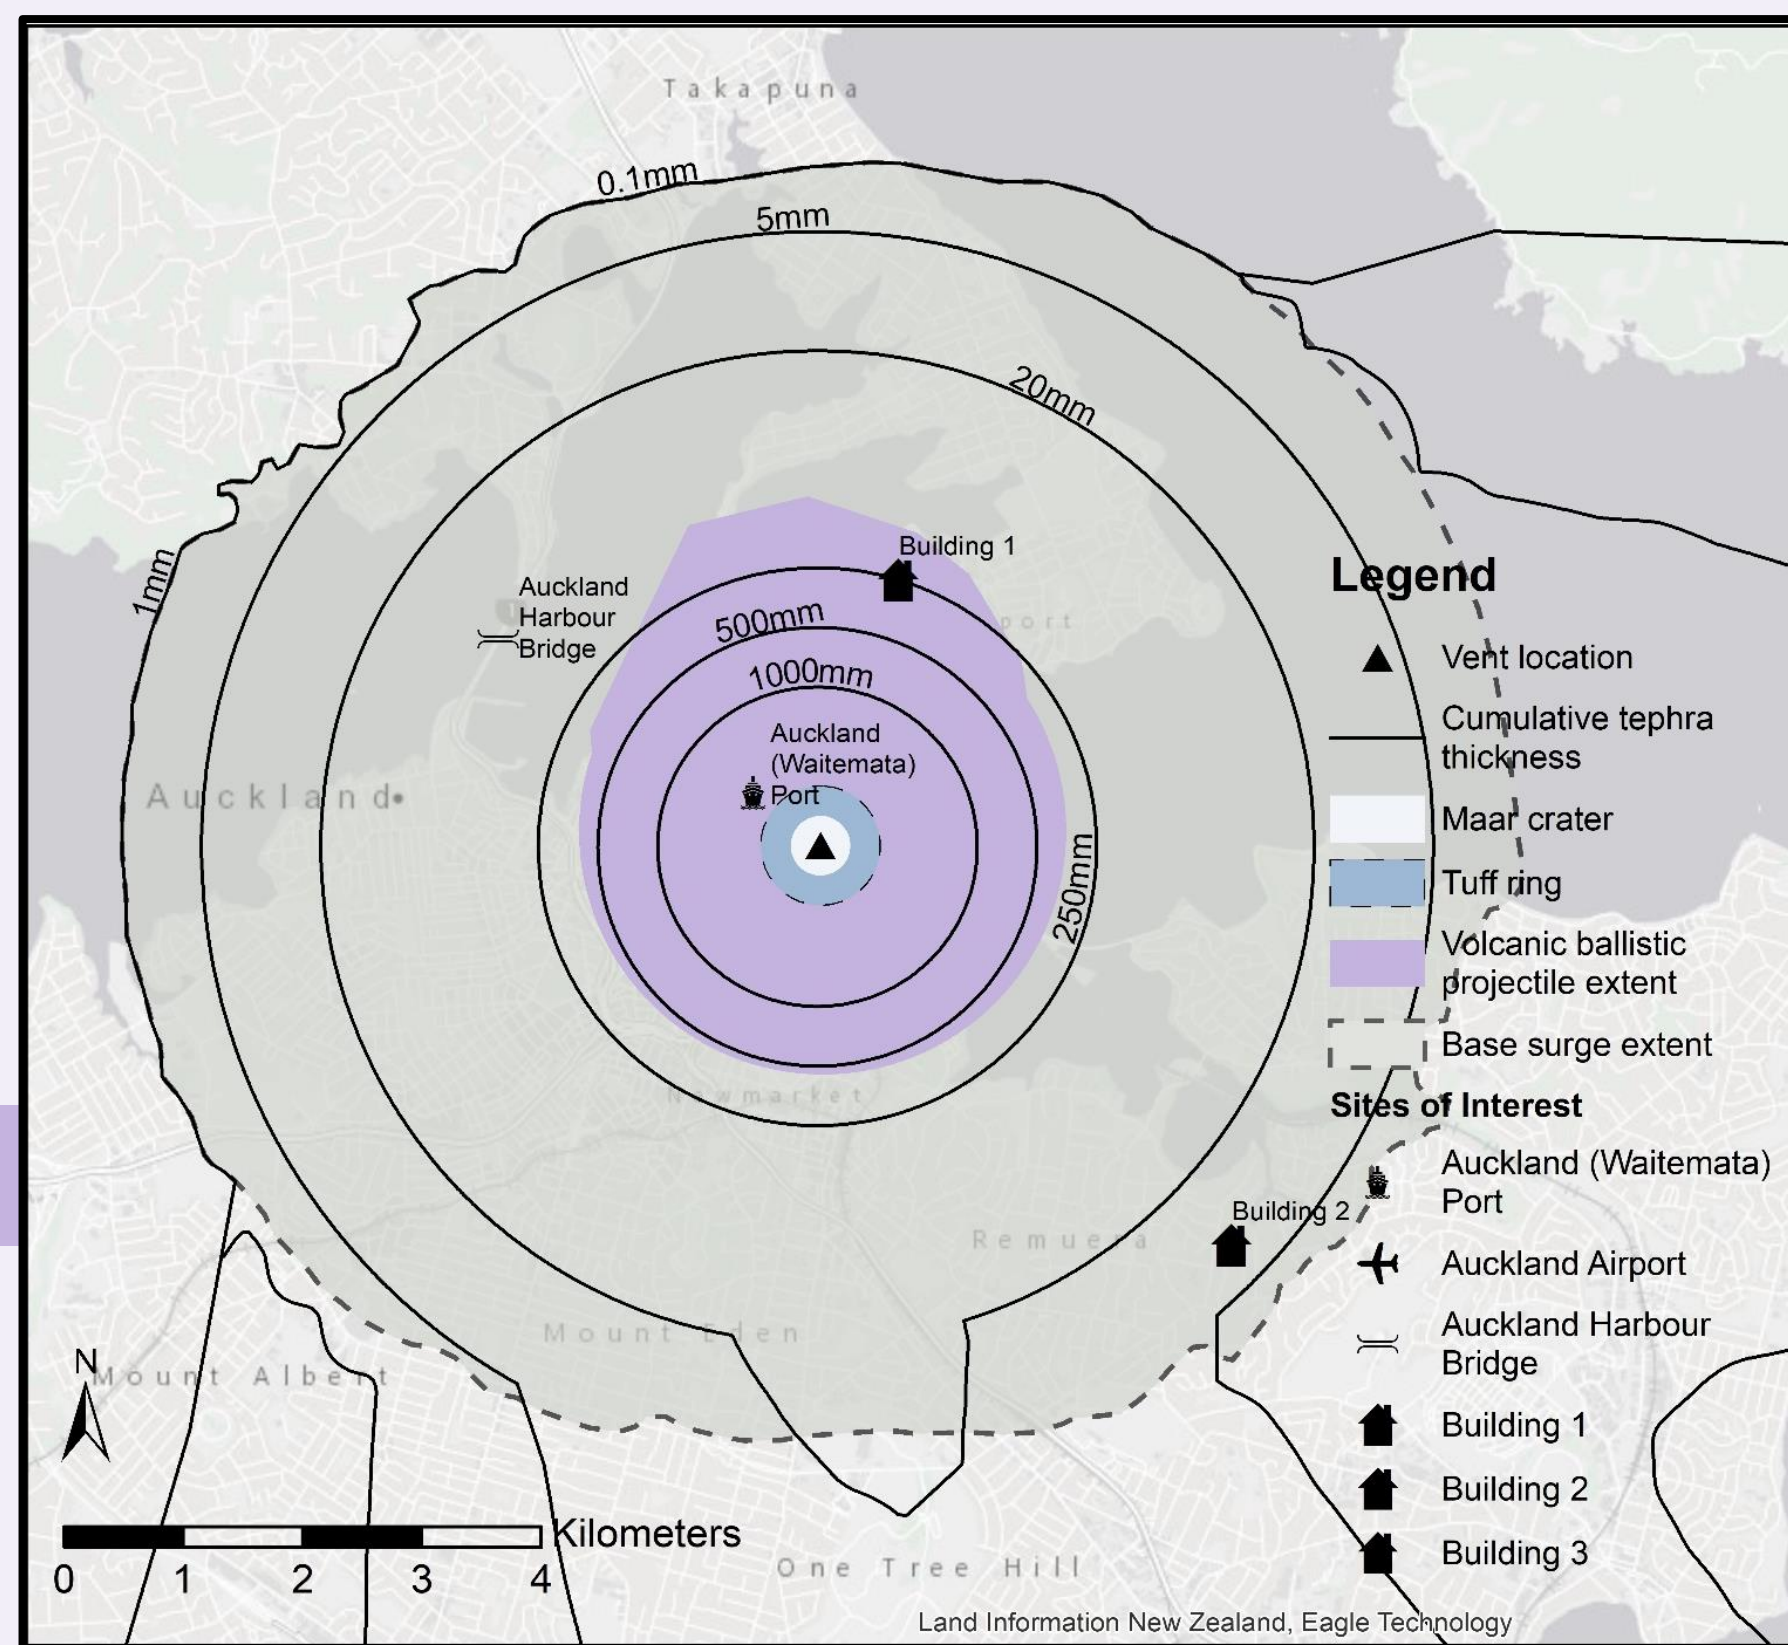 Takapuna
0.1mm
5mm
20mm
Building 1
1mm
Auckland
Harbour
Bridge
500mm
1000mm
Auckland
(Waitemata)
Port
Auckland
250mm
Newmarket
Building 2
Remuera
Mount Eden
N
Mount Albert
Kilometers
0 1 2 3 4
One Tree Hill
Legend
Vent location
Cumulative tephra
thickness
Maar crater
Tuff ring
Volcanic ballistic
projectile extent
Base surge extent
Sites of Interest
Auckland (Waitemata)
Port
Auckland Airport
Auckland Harbour
Bridge
Building 1
Building 2
Building 3
Land Information New Zealand, Eagle Technology